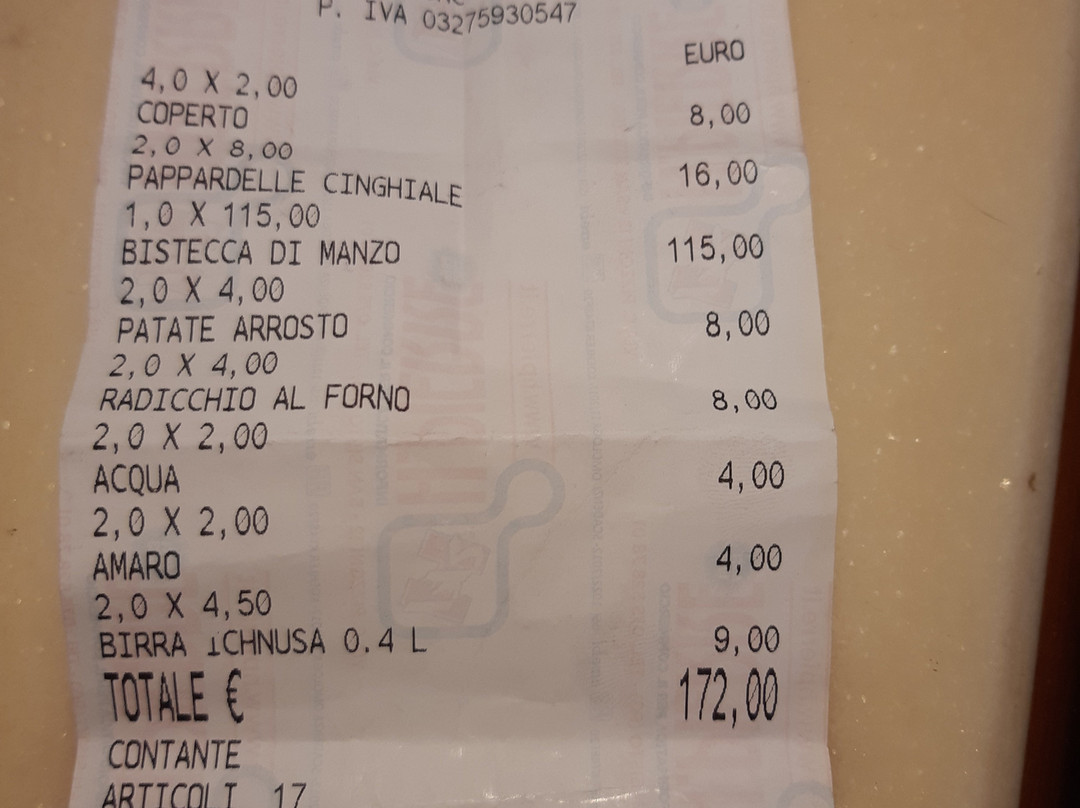 P. IVA 03275930547
EURO
4,0 X 2,00
COPERTO 8,00
2,0 X 8,00
PAPPARDELLE CINGHIALE 16,00
1,0 X 115,00
BISTECCA DI MANZO 115,00
2,0 X 4,00
PATATE ARROSTO 8,00
2,0 X 4,00
RADICCHIO AL FORNO 8,00
2,0 X 2,00
ACQUA 4,00
2,0 X 2,00
AMARO 4,00
2,0 X 4,50
BIRRA ICHNUSA 0.4 L 9,00
TOTALE € 172,00
CONTANTE
ARTICOLI 17